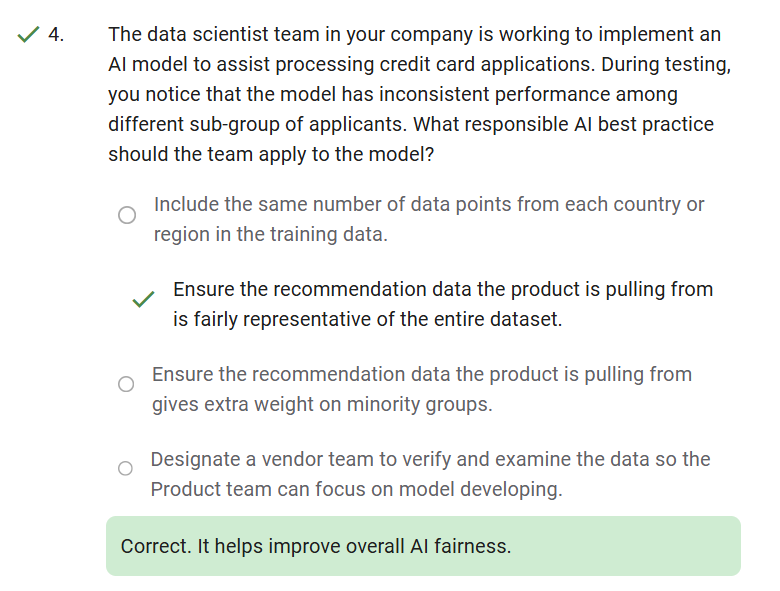 4. The data scientist team in your company is working to implement an
AI model to assist processing credit card applications. During testing,
you notice that the model has inconsistent performance among
different sub-group of applicants. What responsible AI best practice
should the team apply to the model?
Include the same number of data points from each country or
region in the training data.
Ensure the recommendation data the product is pulling from
is fairly representative of the entire dataset.
Ensure the recommendation data the product is pulling from
gives extra weight on minority groups.
Designate a vendor team to verify and examine the data so the
Product team can focus on model developing.
Correct. It helps improve overall AI fairness.